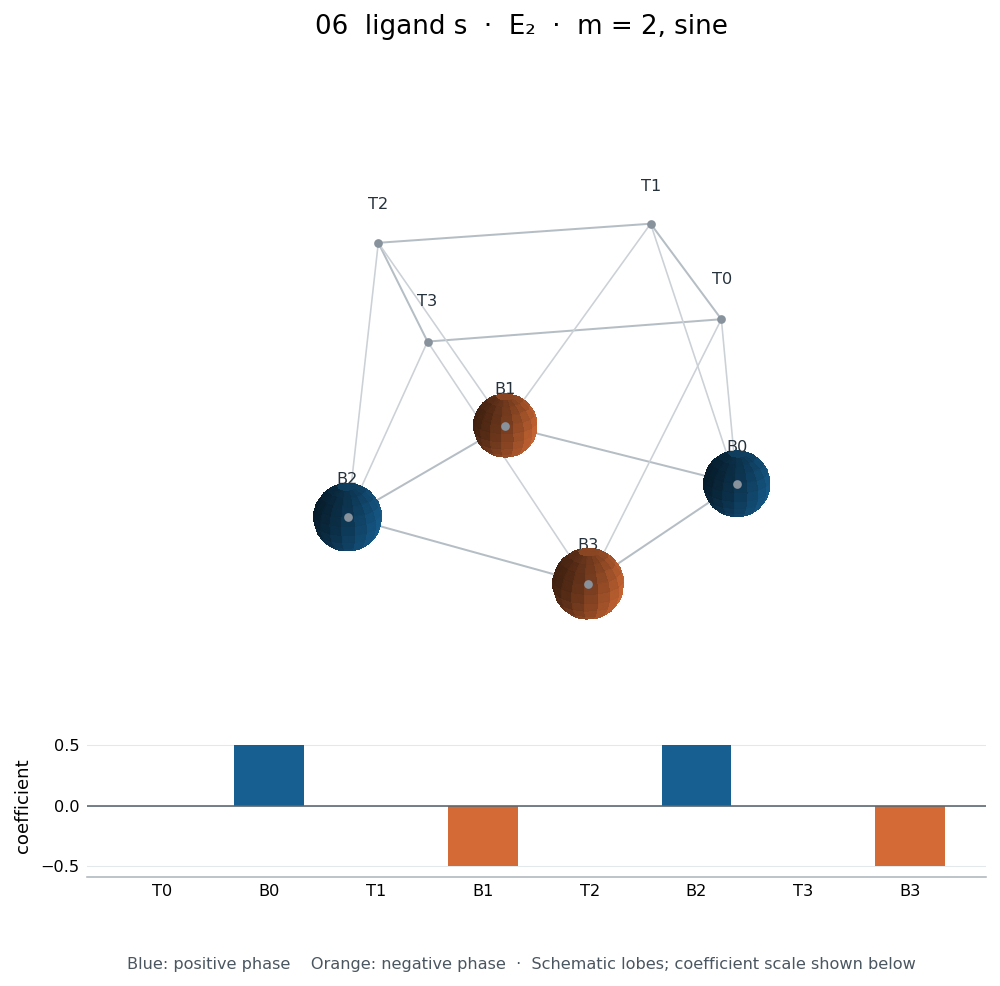 06  ligand s  ·  E₂  ·  m = 2, sine
T1
T2
T0
T3
B1
B0
B2
B3
coefficient
0.5
0.0
−0.5
T0 B0 T1 B1 T2 B2 T3 B3
Blue: positive phase    Orange: negative phase  ·  Schematic lobes; coefficient scale shown below